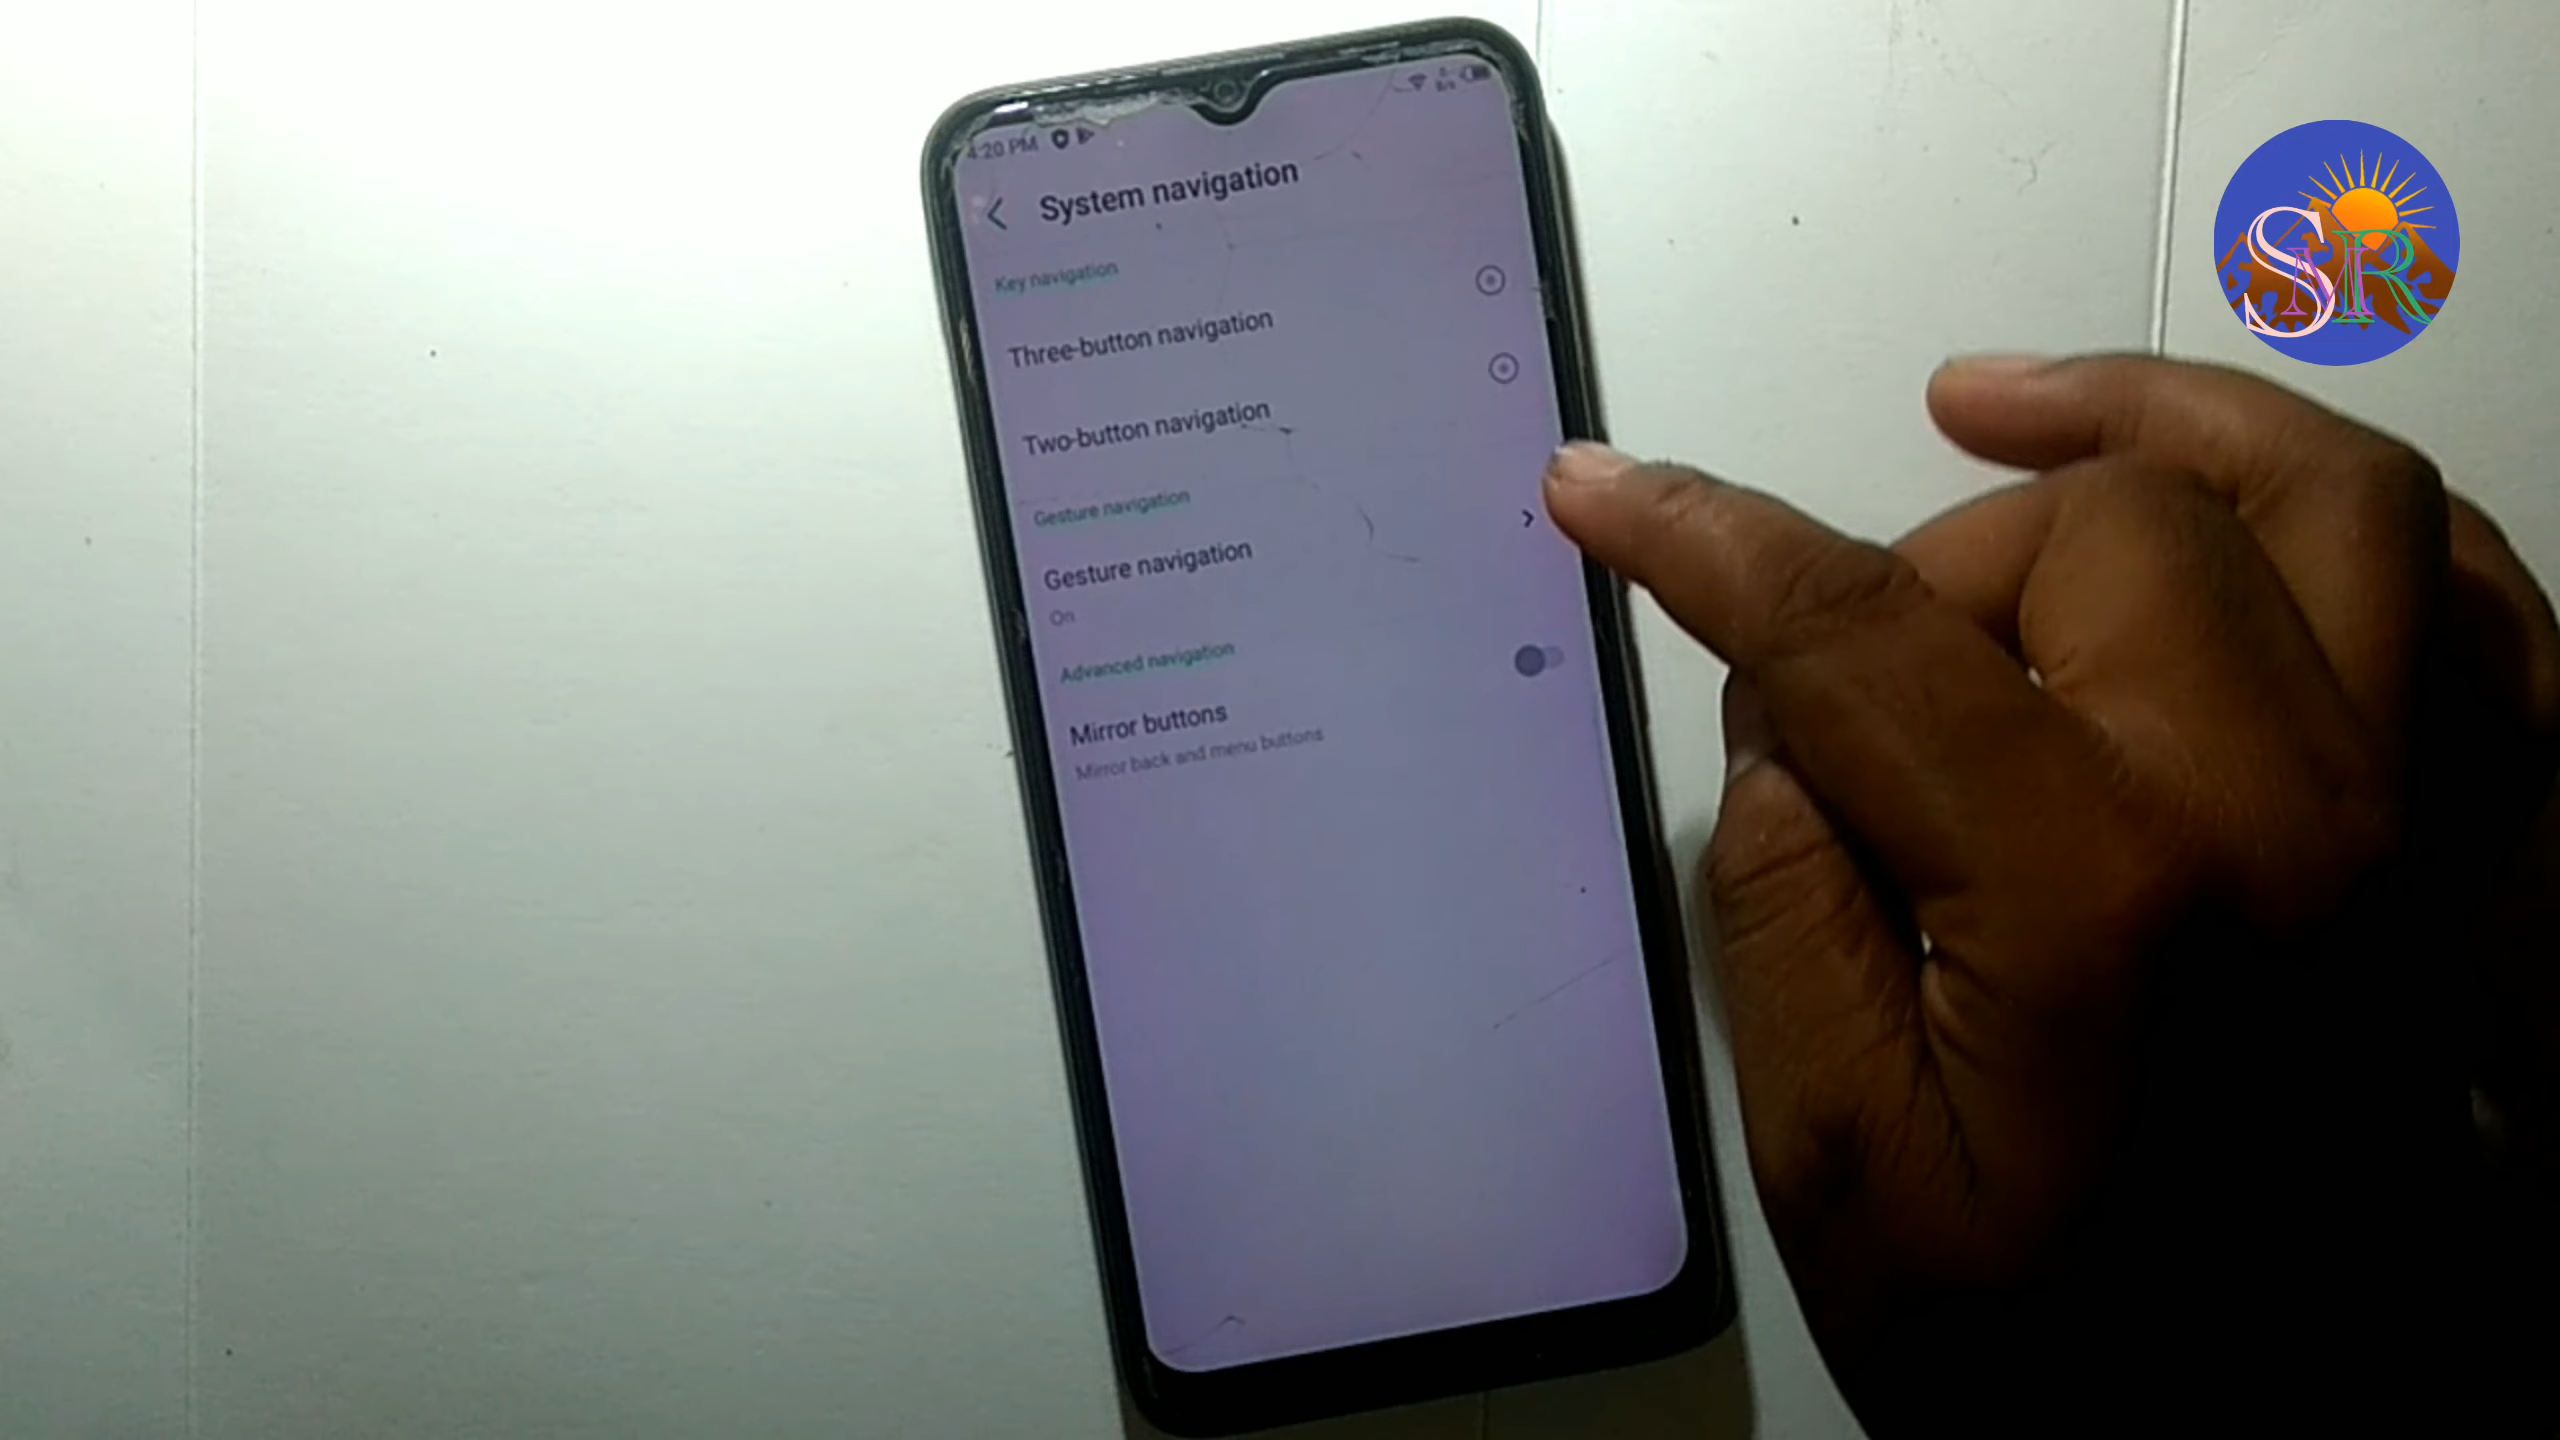 4:20 PM
System navigation
Key navigation
Three-button navigation
Two-button navigation
Gesture navigation
Gesture navigation
On
Advanced navigation
Mirror buttons
Mirror back and menu buttons
SMR